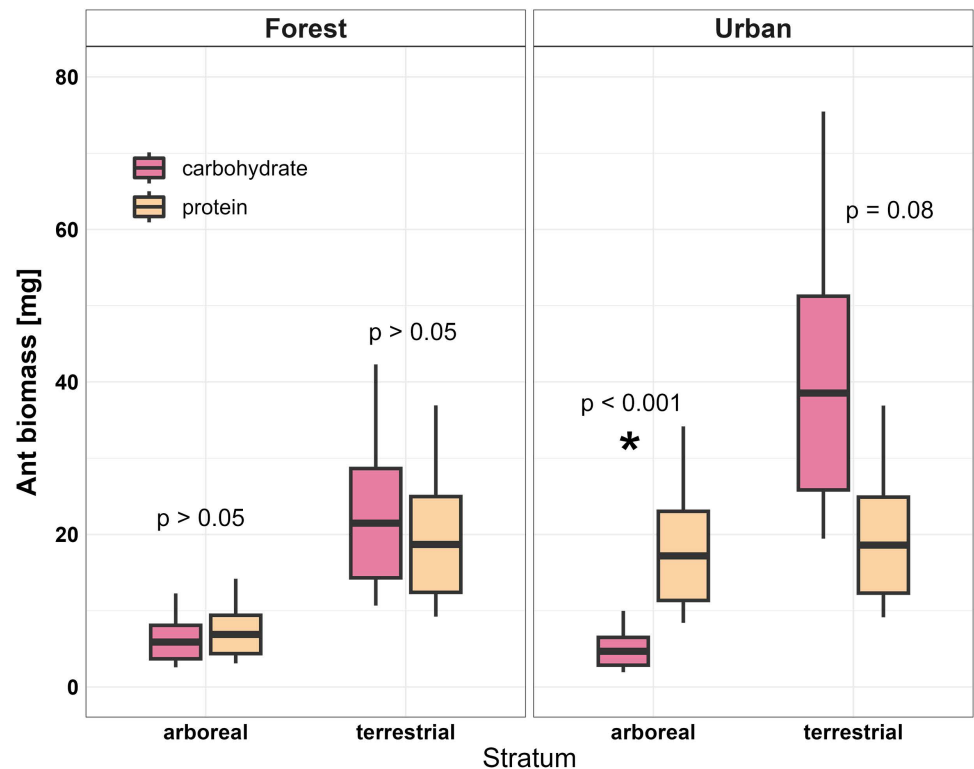 Forest
Urban
80
60
40
20
0
Ant biomass [mg]
carbohydrate
protein
p > 0.05
p > 0.05
p < 0.001
*
p = 0.08
arboreal
terrestrial
arboreal
terrestrial
Stratum